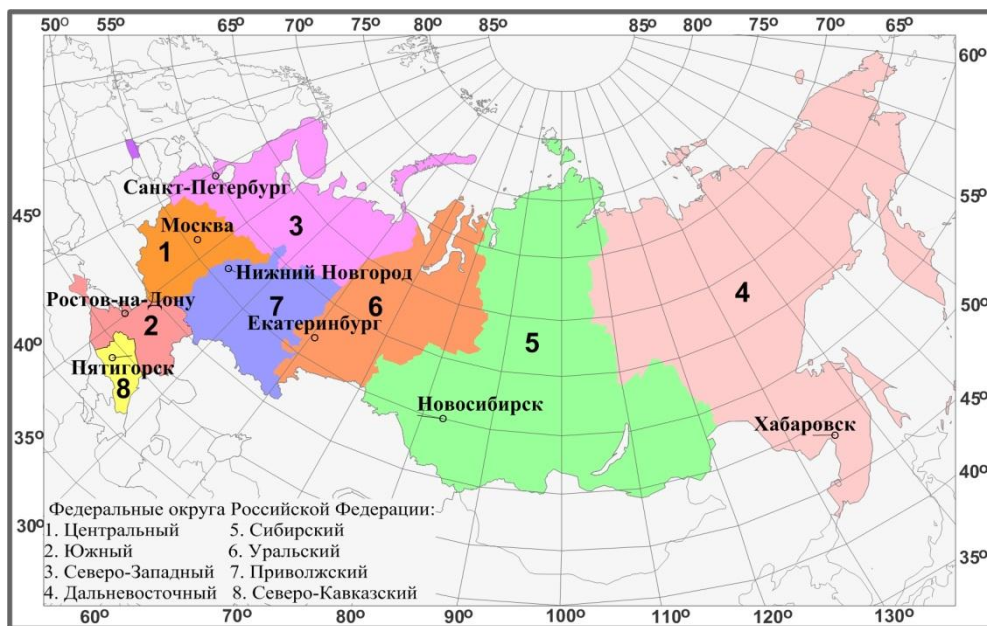 50° 55° 65° 70° 75° 80° 85° 85° 80° 75° 70° 65°
60°
55°
50°
45°
40°
35°
45°
40°
35°
30°
60° 70° 80° 90° 100° 110° 120° 130°
Санкт-Петербург
Москва
3
1
Нижний Новгород
Ростов-на-Дону
7
6
4
2
Екатеринбург
5
Пятигорск
8
Новосибирск
Хабаровск
Федеральные округа Российской Федерации:
1. Центральный 5. Сибирский
2. Южный 6. Уральский
3. Северо-Западный 7. Приволжский
4. Дальневосточный 8. Северо-Кавказский